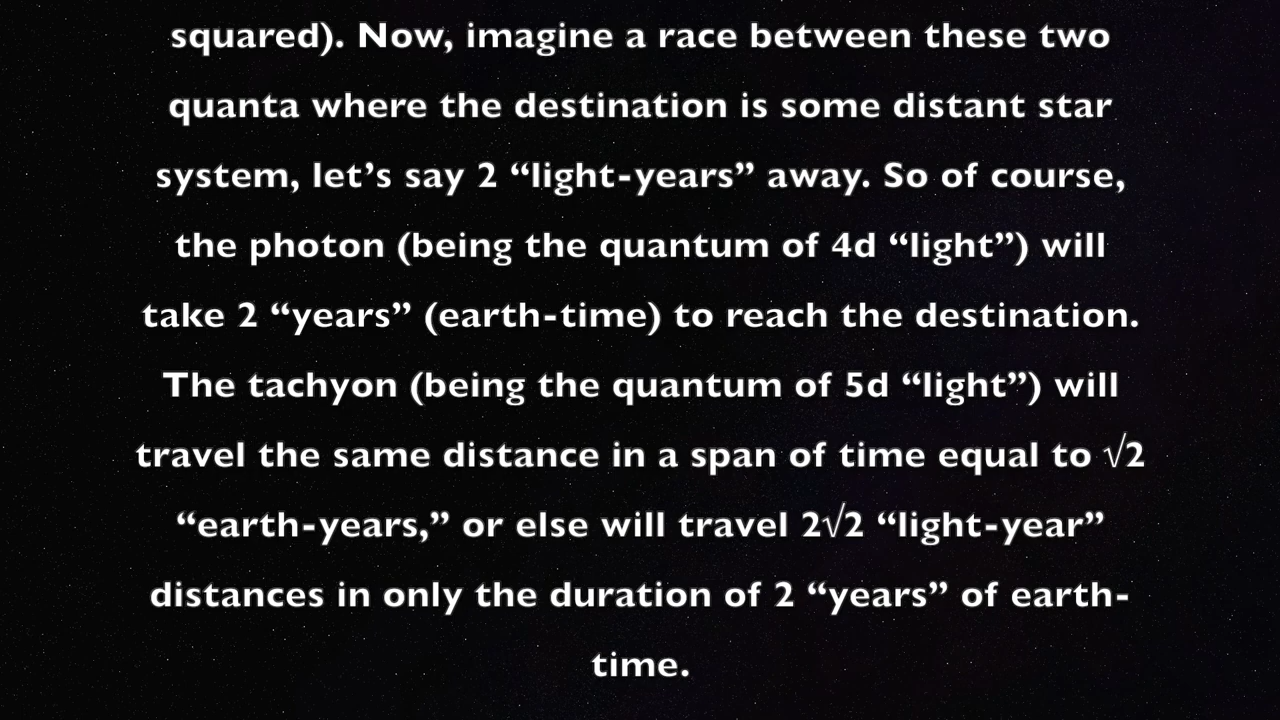 squared). Now, imagine a race between these two
quanta where the destination is some distant star
system, let’s say 2 “light-years” away. So of course,
the photon (being the quantum of 4d “light”) will
take 2 “years” (earth-time) to reach the destination.
The tachyon (being the quantum of 5d “light”) will
travel the same distance in a span of time equal to √2
“earth-years,” or else will travel 2√2 “light-year”
distances in only the duration of 2 “years” of earth-
time.